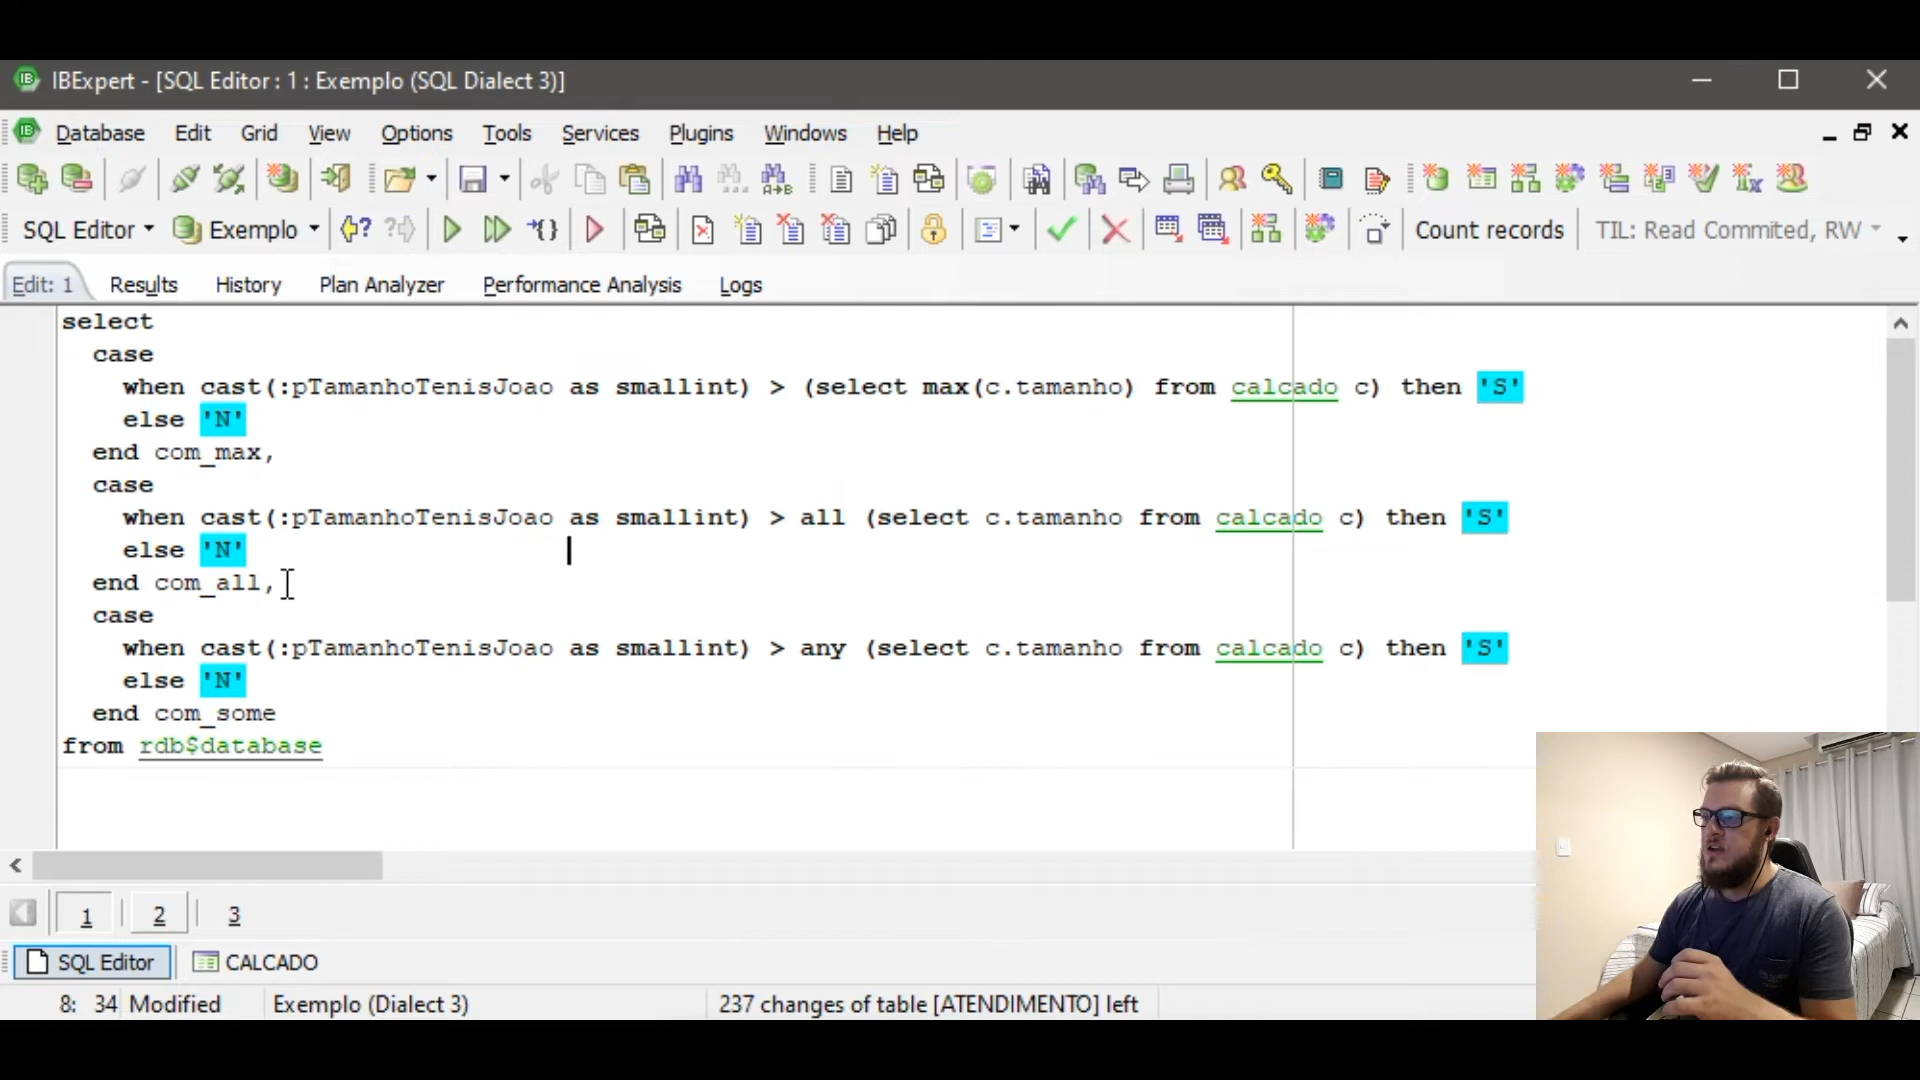 IBExpert - [SQL Editor : 1 : Exemplo (SQL Dialect 3)]
Database Edit Grid View Options Tools Services Plugins Windows Help
SQL Editor Exemplo Count records TIL: Read Commited, RW
Edit: 1 Results History Plan Analyzer Performance Analysis Logs
select
case
when cast(:pTamanhoTenisJoao as smallint) > (select max(c.tamanho) from calcado c) then 'S'
else 'N'
end com_max,
case
when cast(:pTamanhoTenisJoao as smallint) > all (select c.tamanho from calcado c) then 'S'
else 'N'
end com_all,
case
when cast(:pTamanhoTenisJoao as smallint) > any (select c.tamanho from calcado c) then 'S'
else 'N'
end com_some
from rdb$database
1 2 3
SQL Editor CALCADO
8: 34 Modified Exemplo (Dialect 3) 237 changes of table [ATENDIMENTO] left